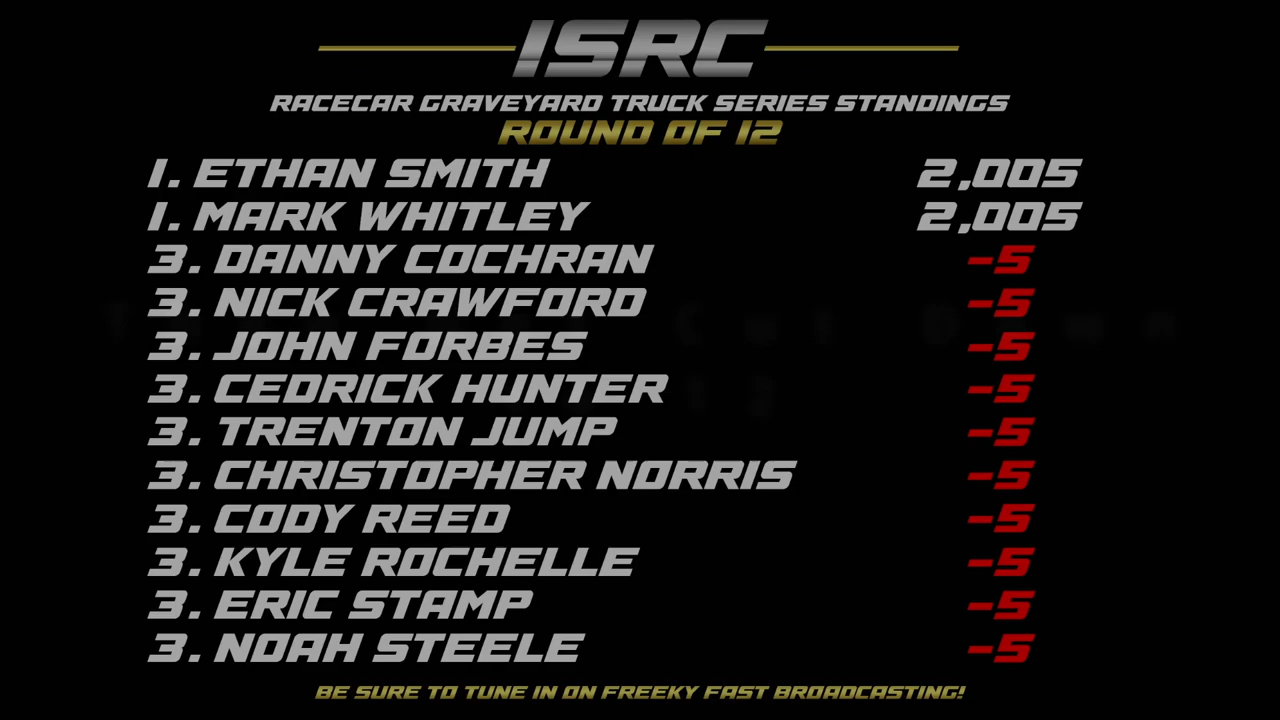 ISRC
RACECAR GRAVEYARD TRUCK SERIES STANDINGS
ROUND OF 12
1. ETHAN SMITH 2,005
1. MARK WHITLEY 2,005
3. DANNY COCHRAN -5
3. NICK CRAWFORD -5
3. JOHN FORBES -5
3. CEDRICK HUNTER -5
3. TRENTON JUMP -5
3. CHRISTOPHER NORRIS -5
3. CODY REED -5
3. KYLE ROCHELLE -5
3. ERIC STAMP -5
3. NOAH STEELE -5
BE SURE TO TUNE IN ON FREEKY FAST BROADCASTING!